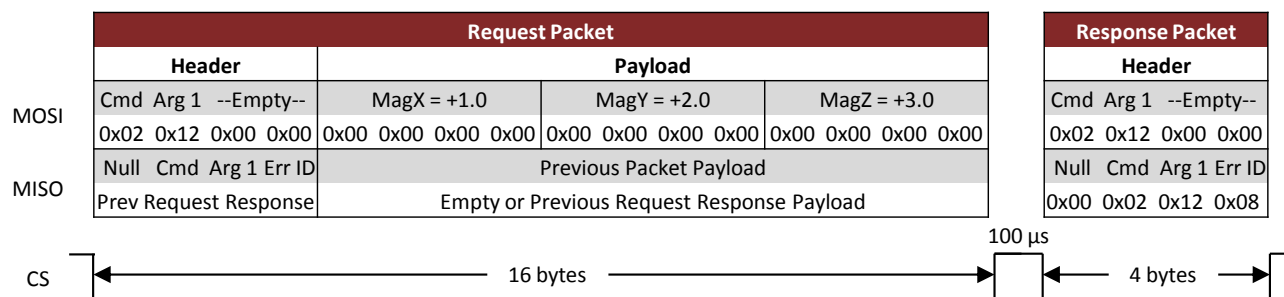 Request Packet Response Packet
Header Payload Header
MOSI
Cmd Arg 1 --Empty-- MagX = +1.0 MagY = +2.0 MagZ = +3.0 Cmd Arg 1 --Empty--
0x02 0x12 0x00 0x00 0x00 0x00 0x00 0x00 0x00 0x00 0x00 0x00 0x00 0x00 0x00 0x00 0x02 0x12 0x00 0x00
MISO
Null Cmd Arg 1 Err ID Previous Packet Payload Null Cmd Arg 1 Err ID
Prev Request Response Empty or Previous Request Response Payload 0x00 0x02 0x12 0x08
100 µs
CS 16 bytes 4 bytes